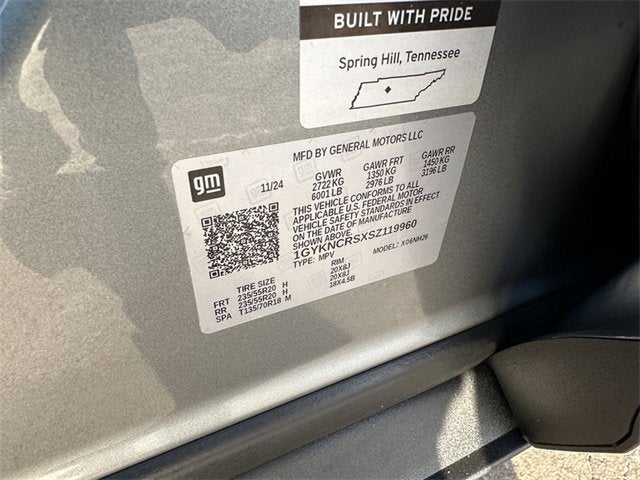 BUILT WITH PRIDE
Spring Hill, Tennessee
MFD BY GENERAL MOTORS LLC
gm
11/24
GVWR GAWR FRT GAWR RR
2722 KG 1350 KG 1450 KG
6001 LB 2976 LB 3196 LB
THIS VEHICLE CONFORMS TO ALL
APPLICABLE U.S. FEDERAL MOTOR
VEHICLE SAFETY STANDARDS IN EFFECT
ON THE DATE OF MANUFACTURE
SHOWN ABOVE.
1GYKNCRSXSZ119960
TYPE: MPV MODEL: X06NH26
TIRE SIZE RIM
FRT 235/55R20 H 20X8J
RR 235/55R20 H 20X8J
SPA T135/70R18 M 18X4.5B